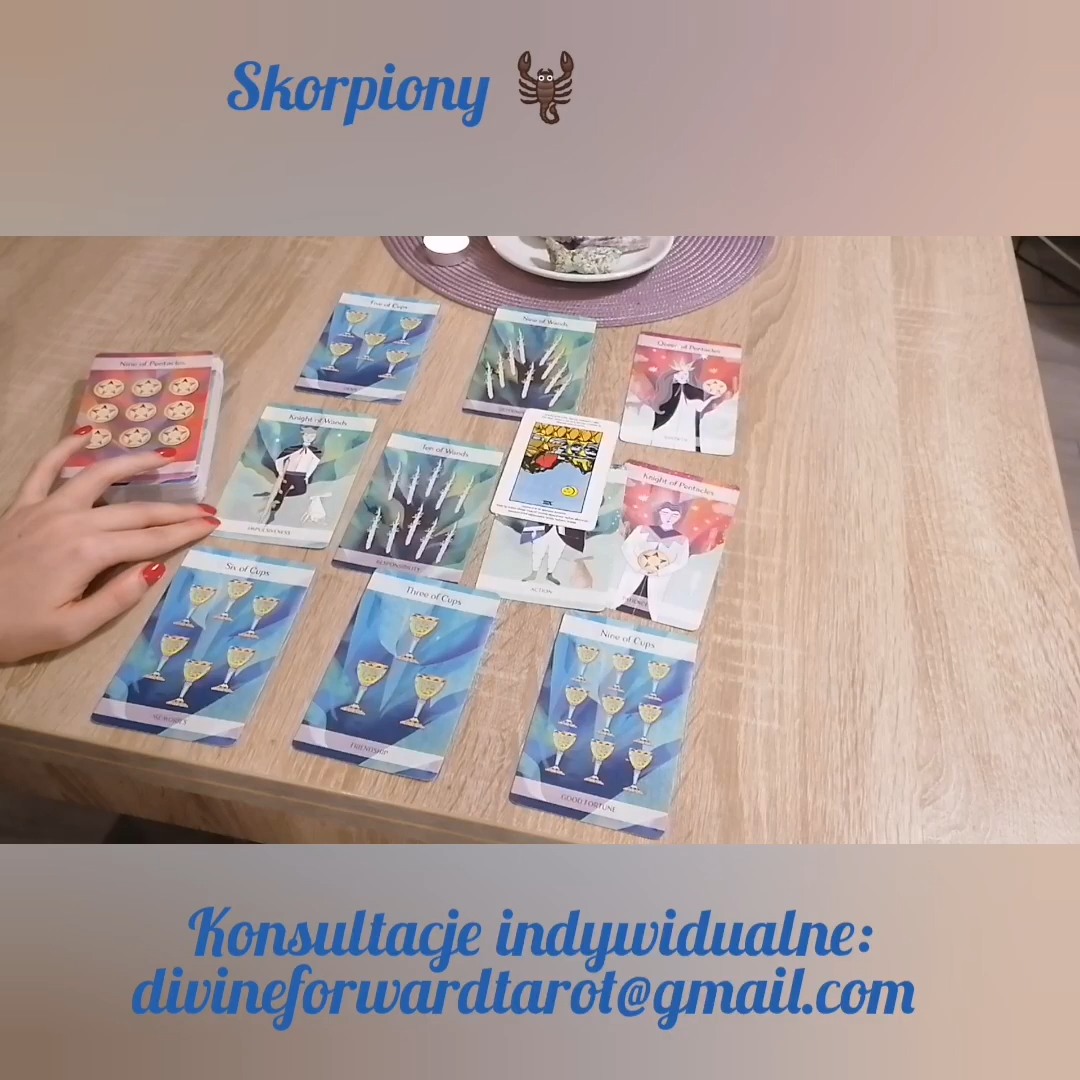 Skorpiony
Five of Cups
Nine of Wands
Queen of Pentacles
Nine of Pentacles
Knight of Wands
Ten of Wands
Knight of Pentacles
IMPULSIVENESS
RESPONSIBILITY
ACTION
Six of Cups
Three of Cups
Nine of Cups
FRIENDSHIP
GOOD FORTUNE
Konsultacje indywidualne:
divineforwardtarot@gmail.com